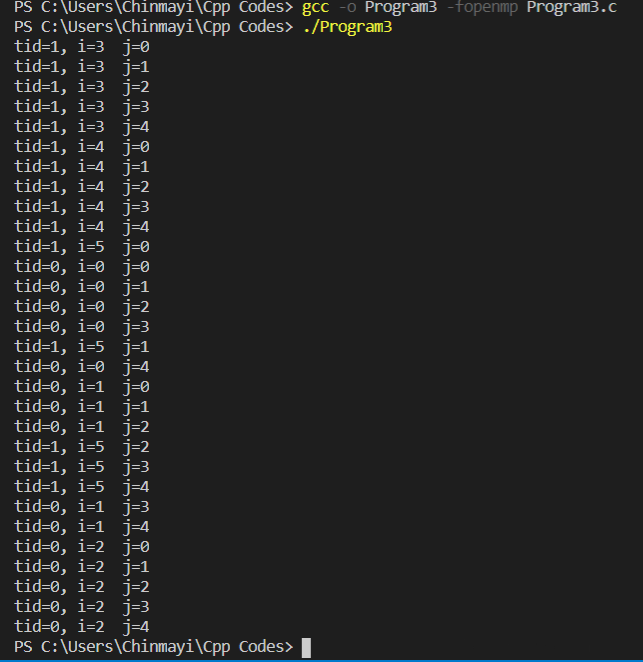 PS C:\Users\Chinmayi\Cpp Codes> gcc -o Program3 -fopenmp Program3.c
PS C:\Users\Chinmayi\Cpp Codes> ./Program3
tid=1, i=3  j=0
tid=1, i=3  j=1
tid=1, i=3  j=2
tid=1, i=3  j=3
tid=1, i=3  j=4
tid=1, i=4  j=0
tid=1, i=4  j=1
tid=1, i=4  j=2
tid=1, i=4  j=3
tid=1, i=4  j=4
tid=1, i=5  j=0
tid=0, i=0  j=0
tid=0, i=0  j=1
tid=0, i=0  j=2
tid=0, i=0  j=3
tid=1, i=5  j=1
tid=0, i=0  j=4
tid=0, i=1  j=0
tid=0, i=1  j=1
tid=0, i=1  j=2
tid=1, i=5  j=2
tid=1, i=5  j=3
tid=1, i=5  j=4
tid=0, i=1  j=3
tid=0, i=1  j=4
tid=0, i=2  j=0
tid=0, i=2  j=1
tid=0, i=2  j=2
tid=0, i=2  j=3
tid=0, i=2  j=4
PS C:\Users\Chinmayi\Cpp Codes>